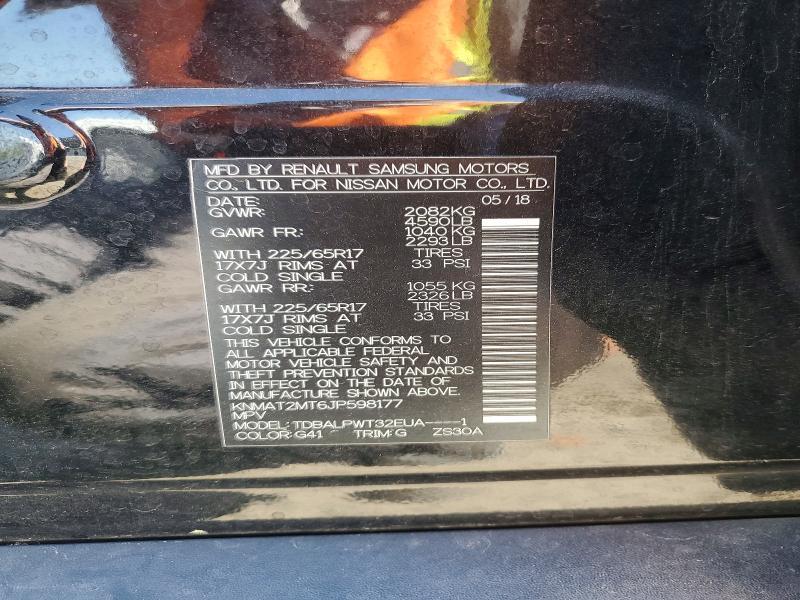 MFD BY RENAULT SAMSUNG MOTORS
CO., LTD. FOR NISSAN MOTOR CO., LTD.
DATE: 05/18
GVWR: 2082KG
4590LB
GAWR FR: 1040 KG
2293LB
WITH 225/65R17 TIRES
17X7J RIMS AT 33 PSI
COLD SINGLE
GAWR RR: 1055 KG
2326LB
WITH 225/65R17 TIRES
17X7J RIMS AT 33 PSI
COLD SINGLE
THIS VEHICLE CONFORMS TO
ALL APPLICABLE FEDERAL
MOTOR VEHICLE SAFETY AND
THEFT PREVENTION STANDARDS
IN EFFECT ON THE DATE OF
MANUFACTURE SHOWN ABOVE.
KNMAT2MT6JP598177
MPV
MODEL: TDBALPWT32EUA----1
COLOR: G41 TRIM: G ZS30A